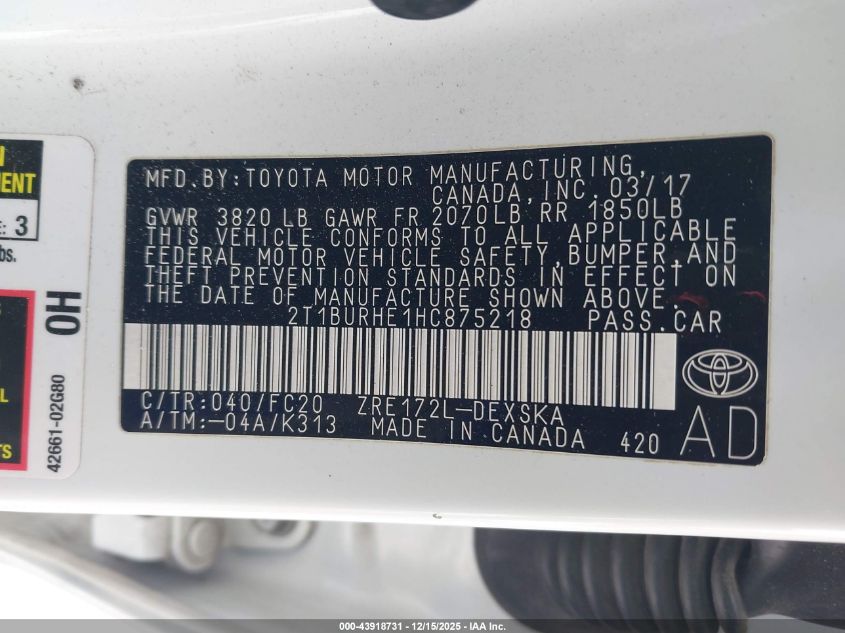 MFD.BY:TOYOTA MOTOR MANUFACTURING,
CANADA,INC. 03/17
GVWR 3820 LB GAWR FR 2070LB RR 1850LB
THIS VEHICLE CONFORMS TO ALL APPLICABLE
FEDERAL MOTOR VEHICLE SAFETY,BUMPER,AND
THEFT PREVENTION STANDARDS IN EFFECT ON
THE DATE OF MANUFACTURE SHOWN ABOVE.
2T1BURHE1HC875218 PASS.CAR
C/TR:040/FC20 ZRE172L-DEXSKA
A/TM:-04A/K313 MADE IN CANADA 420
AD
3
OH
42661-02G80
000-43918731 - 12/15/2025 - IAA Inc.